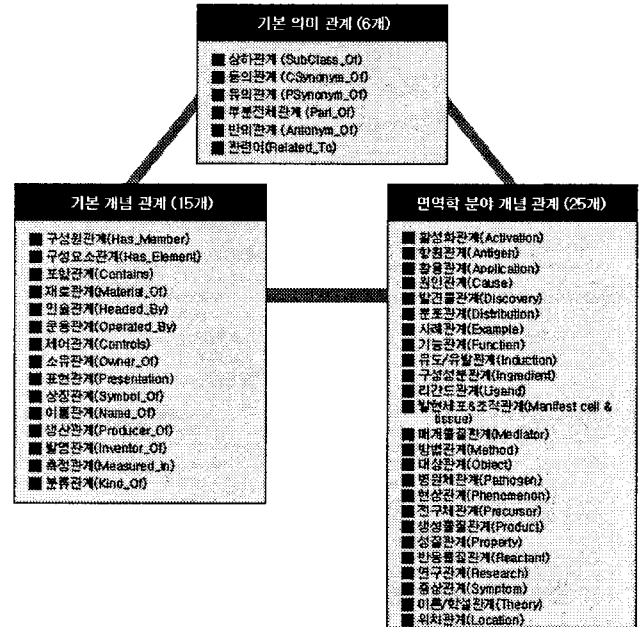 기본 의미 관계 (6개)
상하관계 (SubClass_Of)
동의관계 (CSynonym_Of)
유의관계 (PSynonym_Of)
부분전체관계 (Part_Of)
반의관계 (Antonym_Of)
관련어(Related_To)
기본 개념 관계 (15개)
구성원관계(Has_Member)
구성요소관계(Has_Element)
포함관계(Contains)
재료관계(Material_Of)
인솔관계(Headed_By)
운용관계(Operated_By)
제어관계(Controls)
소유관계(Owner_Of)
표현관계(Presentation)
상징관계(Symbol_Of)
이름관계(Name_Of)
생산관계(Producer_Of)
발명관계(Inventor_Of)
측정관계(Measured_In)
분류관계(Kind_Of)
면역학 분야 개념 관계 (25개)
활성화관계(Activation)
항원관계(Antigen)
활용관계(Application)
원인관계(Cause)
발견물관계(Discovery)
분포관계(Distribution)
사례관계(Example)
기능관계(Function)
유도/유발관계(Induction)
구성성분관계(Ingredient)
리간드관계(Ligand)
발현세포&조직관계(Manifest cell &
tissue)
매개물질관계(Mediator)
방법관계(Method)
대상관계(Object)
병원체관계(Pathogen)
현상관계(Phenomenon)
전구체관계(Precursor)
생성물질관계(Product)
성질관계(Property)
반응물질관계(Reactant)
연구관계(Research)
증상관계(Symptom)
이론/학설관계(Theory)
위치관계(Location)